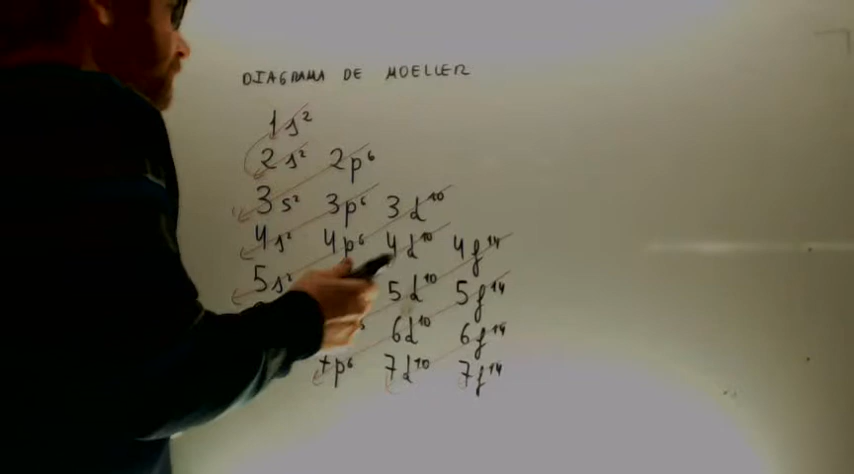 DIAGRAMA DE MOELLER
1s²
2s² 2p⁶
3s² 3p⁶ 3d¹⁰
4s² 4p⁶ 4d¹⁰ 4f¹⁴
5s² 5d¹⁰ 5f¹⁴
6d¹⁰ 6f¹⁴
7p⁶ 7d¹⁰ 7f¹⁴